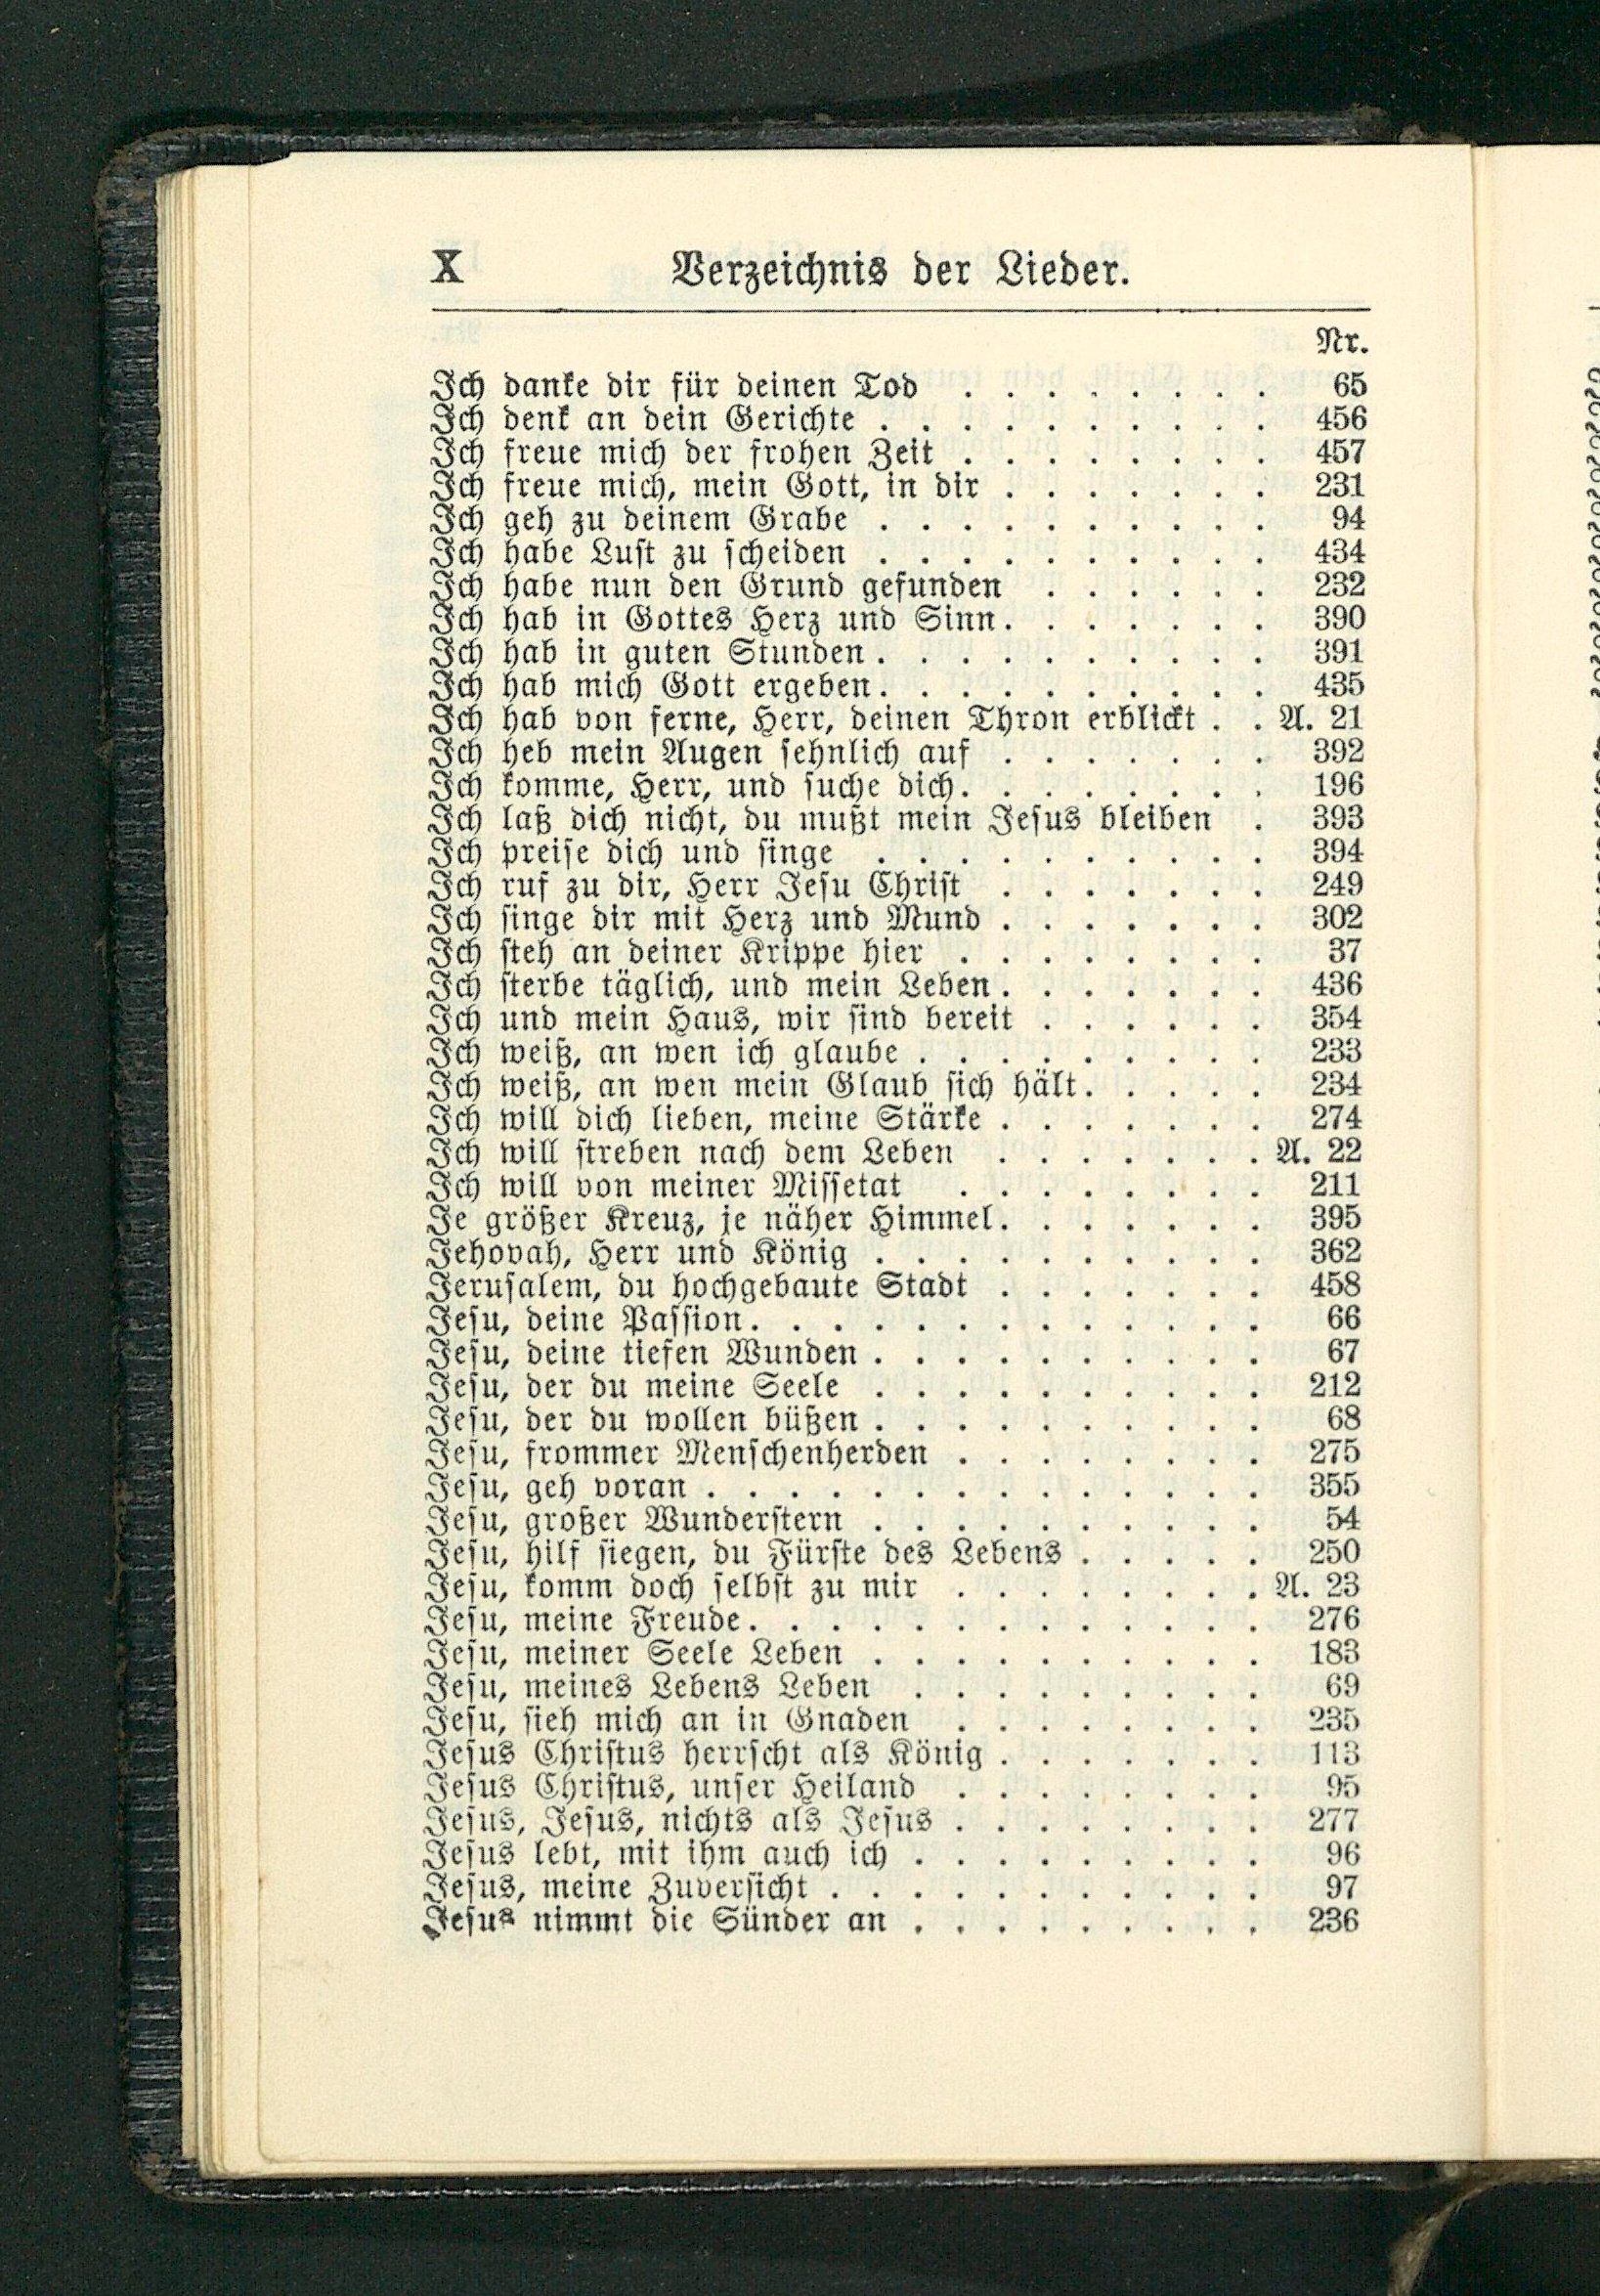 X Verzeichnis der Lieder.
Nr.
Ich danke dir für deinen Tod . . . . . . . . 65
Ich denk an dein Gerichte . . . . . . . . . . 456
Ich freue mich der frohen Zeit . . . . . . . . 457
Ich freue mich, mein Gott, in dir . . . . . . . 231
Ich geh zu deinem Grabe . . . . . . . . . . 94
Ich habe Lust zu scheiden . . . . . . . . . . 434
Ich habe nun den Grund gefunden . . . . . . 232
Ich hab in Gottes Herz und Sinn . . . . . . . 390
Ich hab in guten Stunden . . . . . . . . . . 391
Ich hab mich Gott ergeben . . . . . . . . . . 435
Ich hab von ferne, Herr, deinen Thron erblickt . . A. 21
Ich heb mein Augen sehnlich auf . . . . . . . 392
Ich komme, Herr, und suche dich . . . . . . . . 196
Ich laß dich nicht, du mußt mein Jesus bleiben . 393
Ich preise dich und singe . . . . . . . . . . 394
Ich ruf zu dir, Herr Jesu Christ . . . . . . . 249
Ich singe dir mit Herz und Mund . . . . . . . 302
Ich steh an deiner Krippe hier . . . . . . . . 37
Ich sterbe täglich, und mein Leben . . . . . . . 436
Ich und mein Haus, wir sind bereit . . . . . . 354
Ich weiß, an wen ich glaube . . . . . . . . . 233
Ich weiß, an wen mein Glaub sich hält . . . . . 234
Ich will dich lieben, meine Stärke . . . . . . . 274
Ich will streben nach dem Leben . . . . . . . A. 22
Ich will von meiner Missetat . . . . . . . . 211
Je größer Kreuz, je näher Himmel . . . . . . . 395
Jehovah, Herr und König . . . . . . . . . . 362
Jerusalem, du hochgebaute Stadt . . . . . . . 458
Jesu, deine Passion . . . . . . . . . . . . . 66
Jesu, deine tiefen Wunden . . . . . . . . . . 67
Jesu, der du meine Seele . . . . . . . . . . 212
Jesu, der du wollen büßen . . . . . . . . . . 68
Jesu, frommer Menschenherden . . . . . . . . 275
Jesu, geh voran . . . . . . . . . . . . . . 355
Jesu, großer Wunderstern . . . . . . . . . . 54
Jesu, hilf siegen, du Fürste des Lebens . . . . . 250
Jesu, komm doch selbst zu mir . . . . . . . . A. 23
Jesu, meine Freude . . . . . . . . . . . . . 276
Jesu, meiner Seele Leben . . . . . . . . . . 183
Jesu, meines Lebens Leben . . . . . . . . . 69
Jesu, sieh mich an in Gnaden . . . . . . . . 235
Jesus Christus herrscht als König . . . . . . . 113
Jesus Christus, unser Heiland . . . . . . . . 95
Jesus, Jesus, nichts als Jesus . . . . . . . . 277
Jesus lebt, mit ihm auch ich . . . . . . . . . 96
Jesus, meine Zuversicht . . . . . . . . . . . 97
Jesus nimmt die Sünder an . . . . . . . . . 236